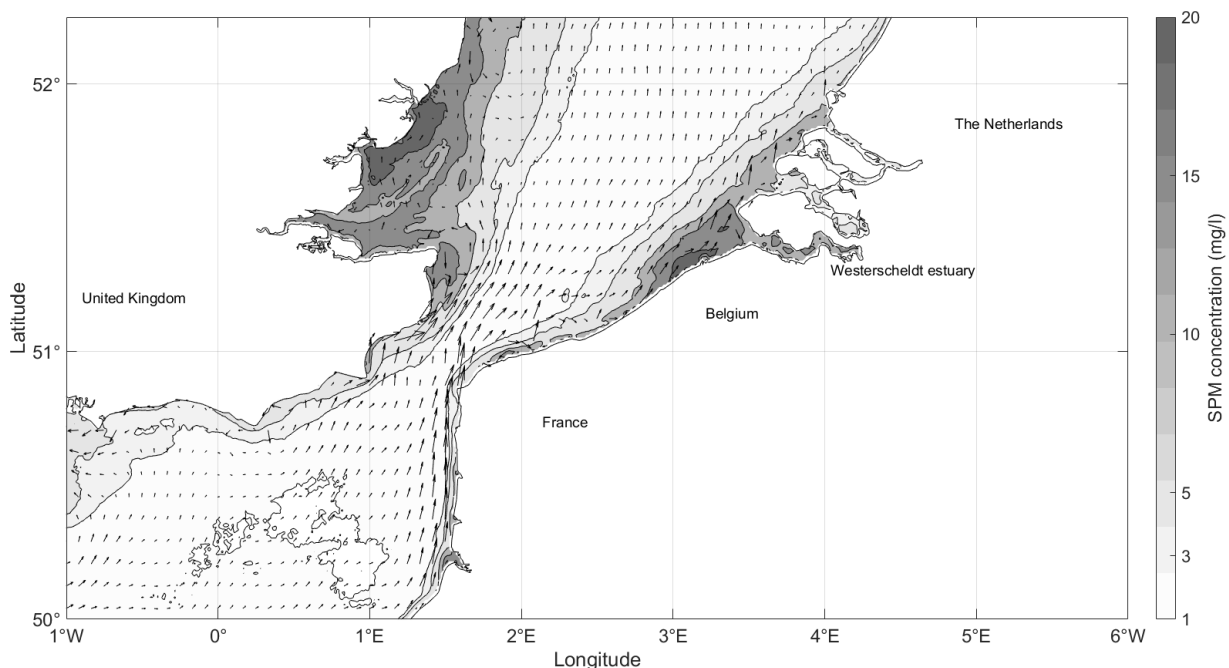 52°
51°
50°
Latitude
1°W
0°
1°E
2°E
3°E
4°E
5°E
6°W
Longitude
United Kingdom
The Netherlands
Westerscheldt estuary
Belgium
France
20
15
10
5
3
1
SPM concentration (mg/l)